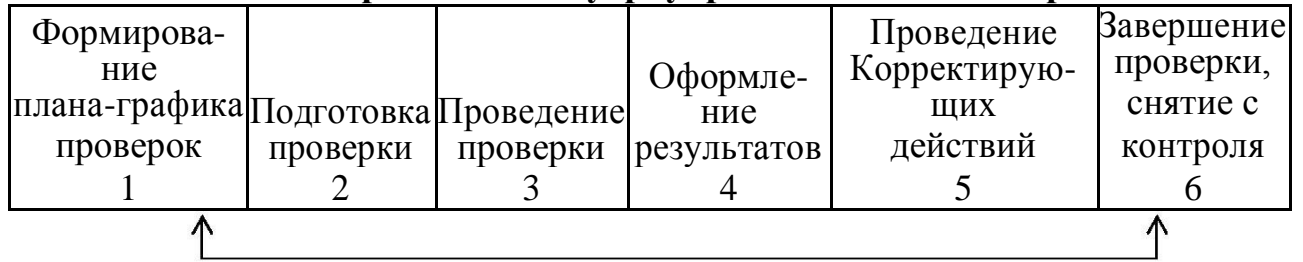 Формирова-
ние
плана-графика
проверок
1
Подготовка
проверки
2
Проведение
проверки
3
Оформле-
ние
результатов
4
Проведение
Корректирую-
щих
действий
5
Завершение
проверки,
снятие с
контроля
6